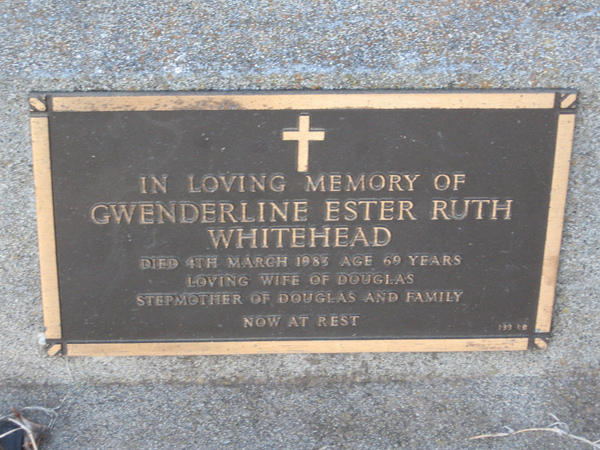 IN LOVING MEMORY OF
GWENDERLINE ESTER RUTH
WHITEHEAD
DIED 4TH MARCH 1983 AGE 69 YEARS
LOVING WIFE OF DOUGLAS
STEPMOTHER OF DOUGLAS AND FAMILY
NOW AT REST